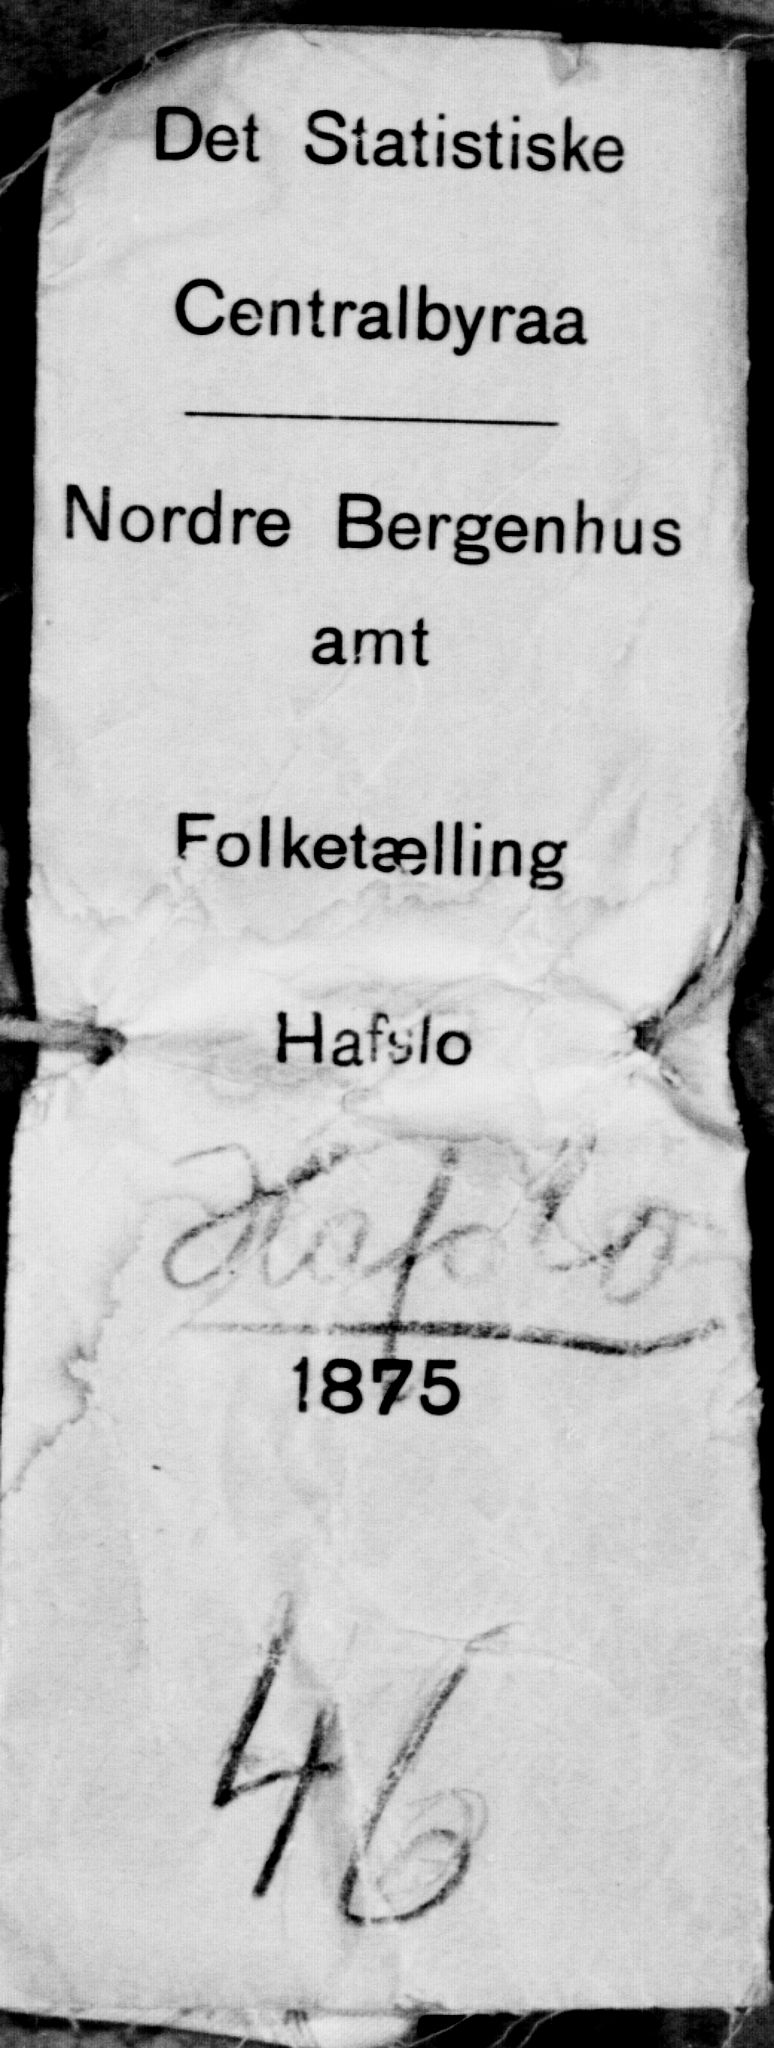 Det Statistiske
Centralbyraa
Nordre Bergenhus
amt
Folketælling
Hafslo
Hafslo
1875
46